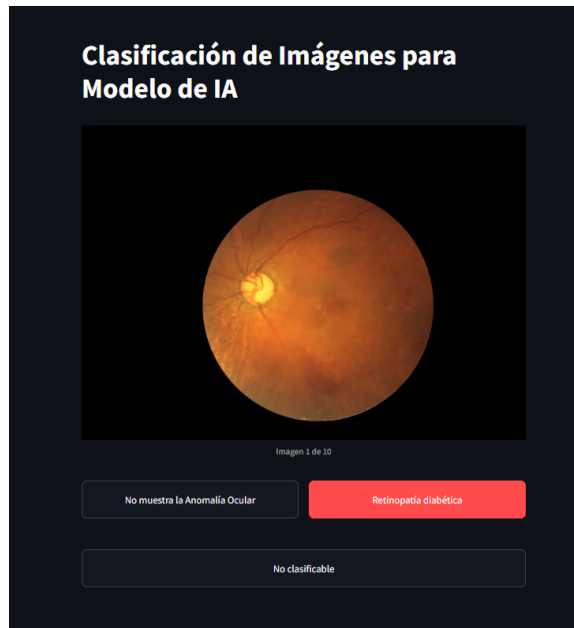 Clasificación de Imágenes para
Modelo de IA
Imagen 1 de 10
No muestra la Anomalía Ocular
Retinopatía diabética
No clasificable